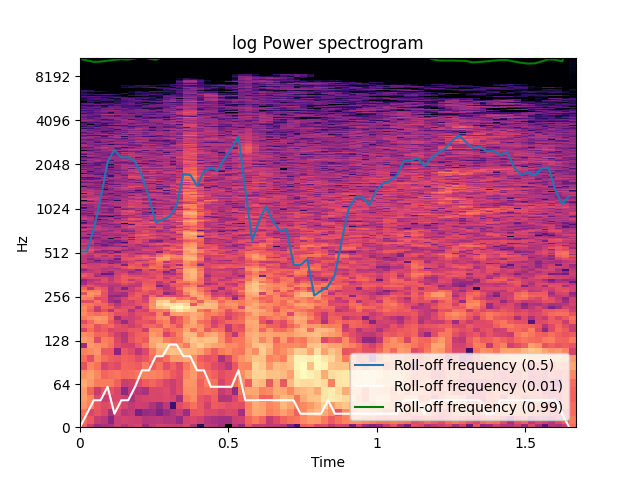 log Power spectrogram
8192
4096
2048
1024
512
256
128
64
0
Hz
Roll-off frequency (0.5)
Roll-off frequency (0.01)
Roll-off frequency (0.99)
0
0.5
1
1.5
Time